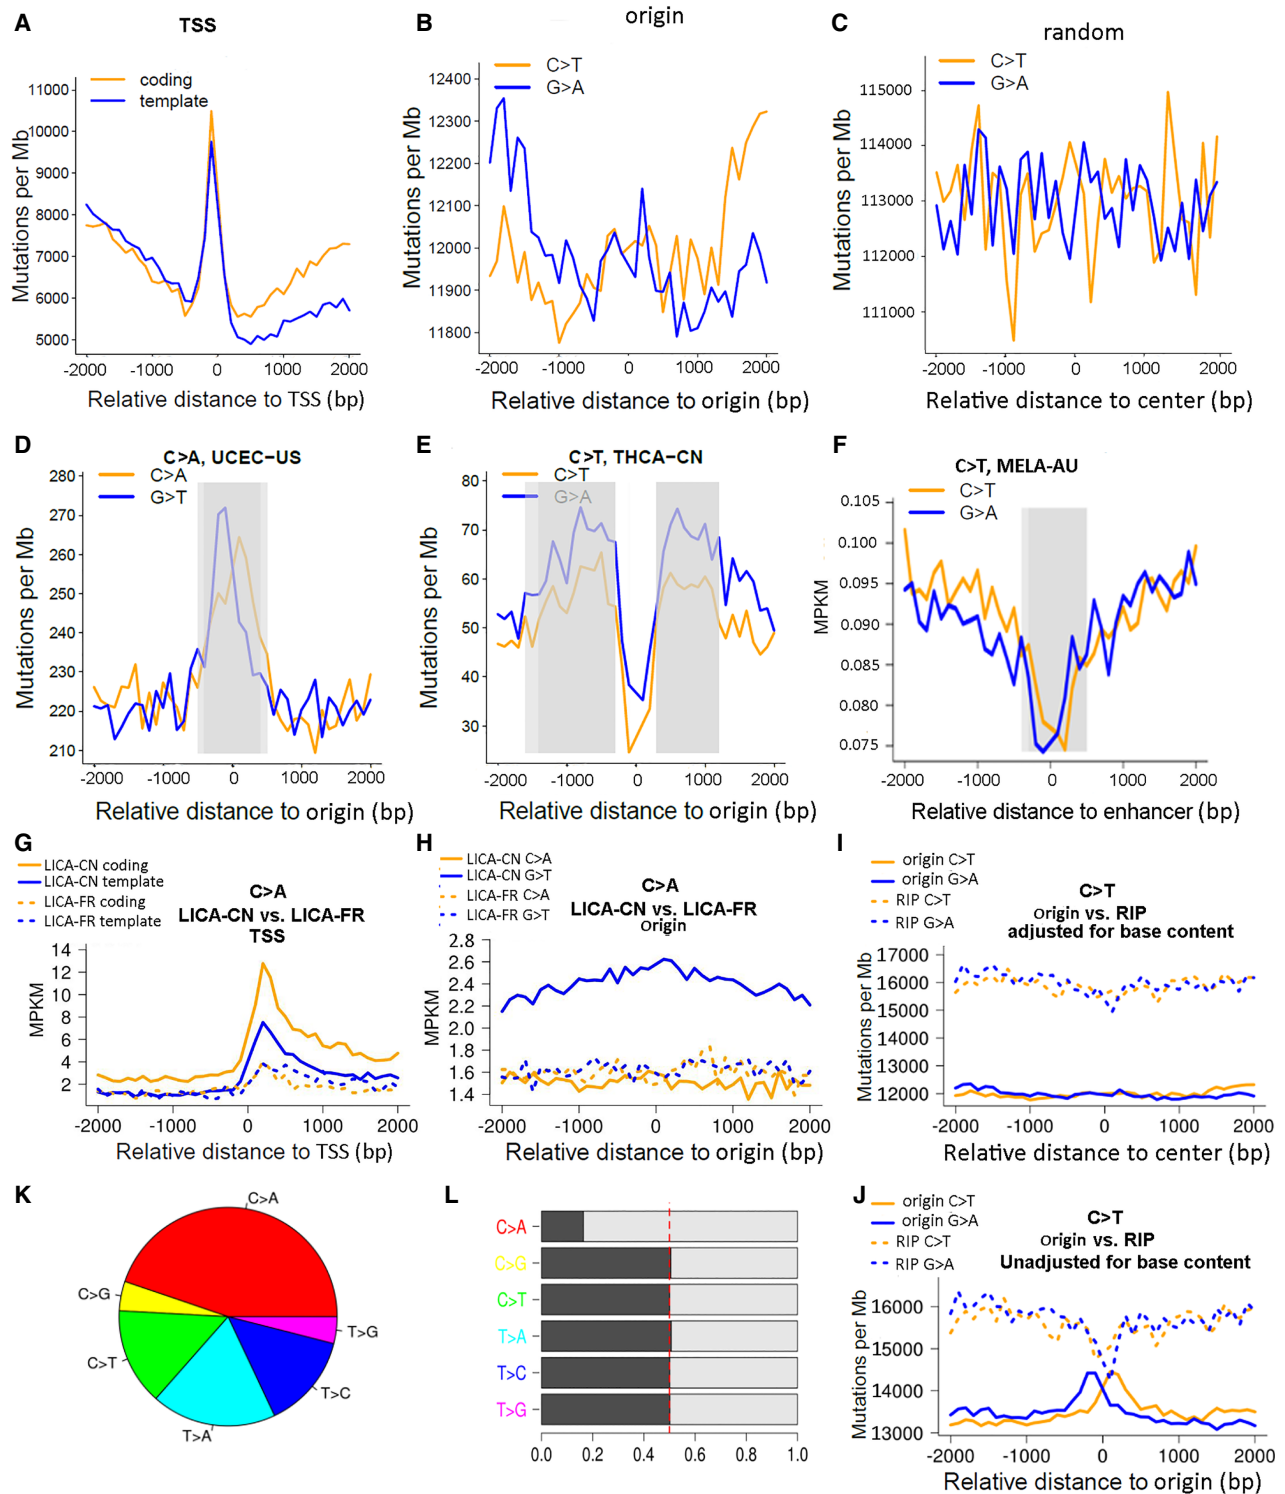 A
TSS
coding
template
11000
10000
9000
8000
7000
6000
5000
Mutations per Mb
-2000 -1000 0 1000 2000
Relative distance to TSS (bp)
B
origin
C>T
G>A
12400
12300
12200
12100
12000
11900
11800
Mutations per Mb
-2000 -1000 0 1000 2000
Relative distance to origin (bp)
C
random
C>T
G>A
115000
114000
113000
112000
111000
Mutations per Mb
-2000 -1000 0 1000 2000
Relative distance to center (bp)
D
C>A, UCEC-US
C>A
G>T
280
270
260
250
240
230
220
210
Mutations per Mb
-2000 -1000 0 1000 2000
Relative distance to origin (bp)
E
C>T, THCA-CN
C>T
G>A
80
70
60
50
40
30
Mutations per Mb
-2000 -1000 0 1000 2000
Relative distance to origin (bp)
F
C>T, MELA-AU
C>T
G>A
0.105
0.100
0.095
0.090
0.085
0.080
0.075
MPKM
-2000 -1000 0 1000 2000
Relative distance to enhancer (bp)
G
LICA-CN coding
LICA-CN template
LICA-FR coding
LICA-FR template
C>A
LICA-CN vs. LICA-FR
TSS
14
12
10
8
6
4
2
MPKM
-2000 -1000 0 1000 2000
Relative distance to TSS (bp)
H
LICA-CN C>A
LICA-CN G>T
LICA-FR C>A
LICA-FR G>T
C>A
LICA-CN vs. LICA-FR
Origin
2.8
2.6
2.4
2.2
2.0
1.8
1.6
1.4
MPKM
-2000 -1000 0 1000 2000
Relative distance to origin (bp)
I
origin C>T
origin G>A
RIP C>T
RIP G>A
C>T
Origin vs. RIP
adjusted for base content
17000
16000
15000
14000
13000
12000
Mutations per Mb
-2000 -1000 0 1000 2000
Relative distance to center (bp)
K
C>A
C>G
C>T
T>A
T>C
T>G
L
C>A
C>G
C>T
T>A
T>C
T>G
0.0 0.2 0.4 0.6 0.8 1.0
J
origin C>T
origin G>A
RIP C>T
RIP G>A
C>T
Origin vs. RIP
Unadjusted for base content
16000
15000
14000
13000
Mutations per Mb
-2000 -1000 0 1000 2000
Relative distance to origin (bp)